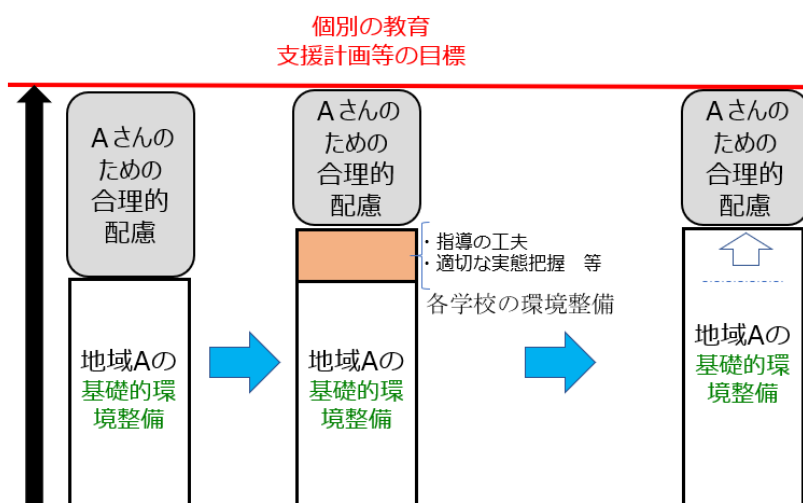 個別の教育
支援計画等の目標
Aさんの
ための
合理的
配慮
地域Aの
基礎的環
境整備
Aさんの
ための
合理的
配慮
・指導の工夫
・適切な実態把握　等
各学校の環境整備
地域Aの
基礎的環
境整備
Aさんの
ための
合理的
配慮
地域Aの
基礎的環
境整備